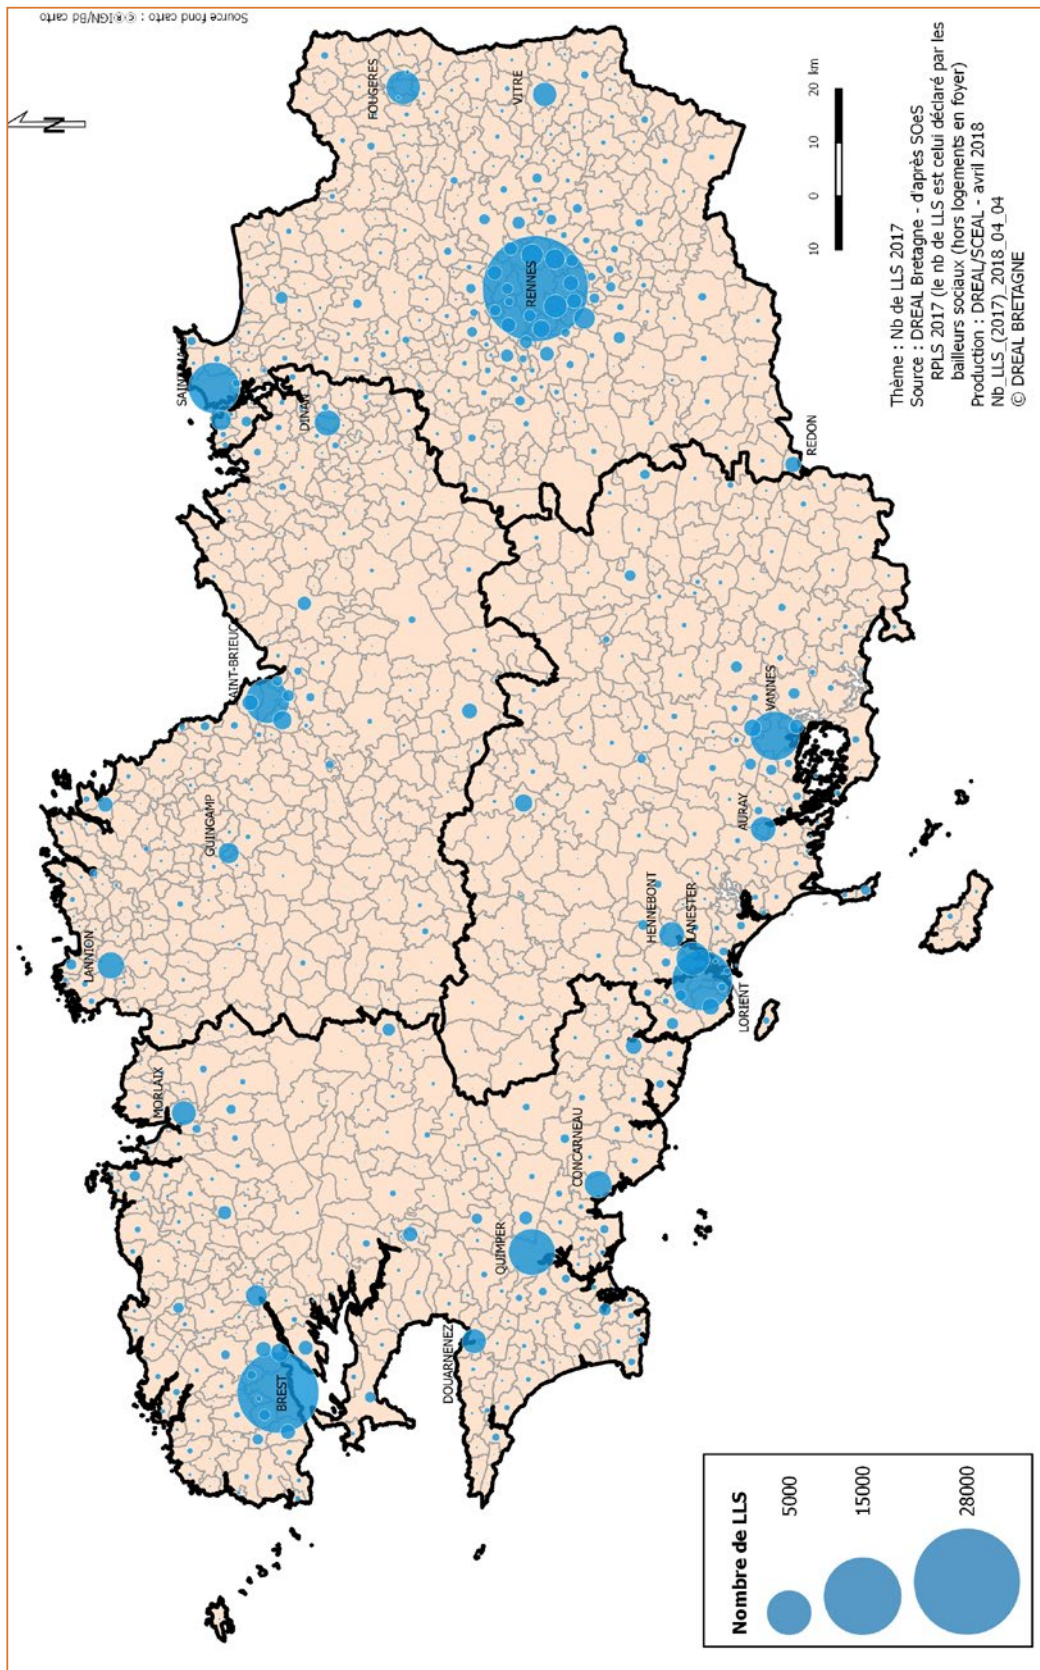 Source fond carto : ©®IGN/Bd carto
N
LANNION
GUINGAMP
SAINT-BRIEUC
DINAN
FOUGERES
VITRE
RENNES
MORLAIX
BREST
DOUARNENEZ
QUIMPER
CONCARNEAU
LORIENT
LANESTER
HENNEBONT
AURAY
VANNES
REDON
10 0 10 20 km
Nombre de LLS
5000
15000
28000
Thème : Nb de LLS 2017
Source : DREAL Bretagne - d'après SOeS
RPLS 2017 (le nb de LLS est celui déclaré par les
bailleurs sociaux (hors logements en foyer)
Production : DREAL/SCEAL - avril 2018
Nb_LLS_(2017)_2018_04_04
© DREAL BRETAGNE